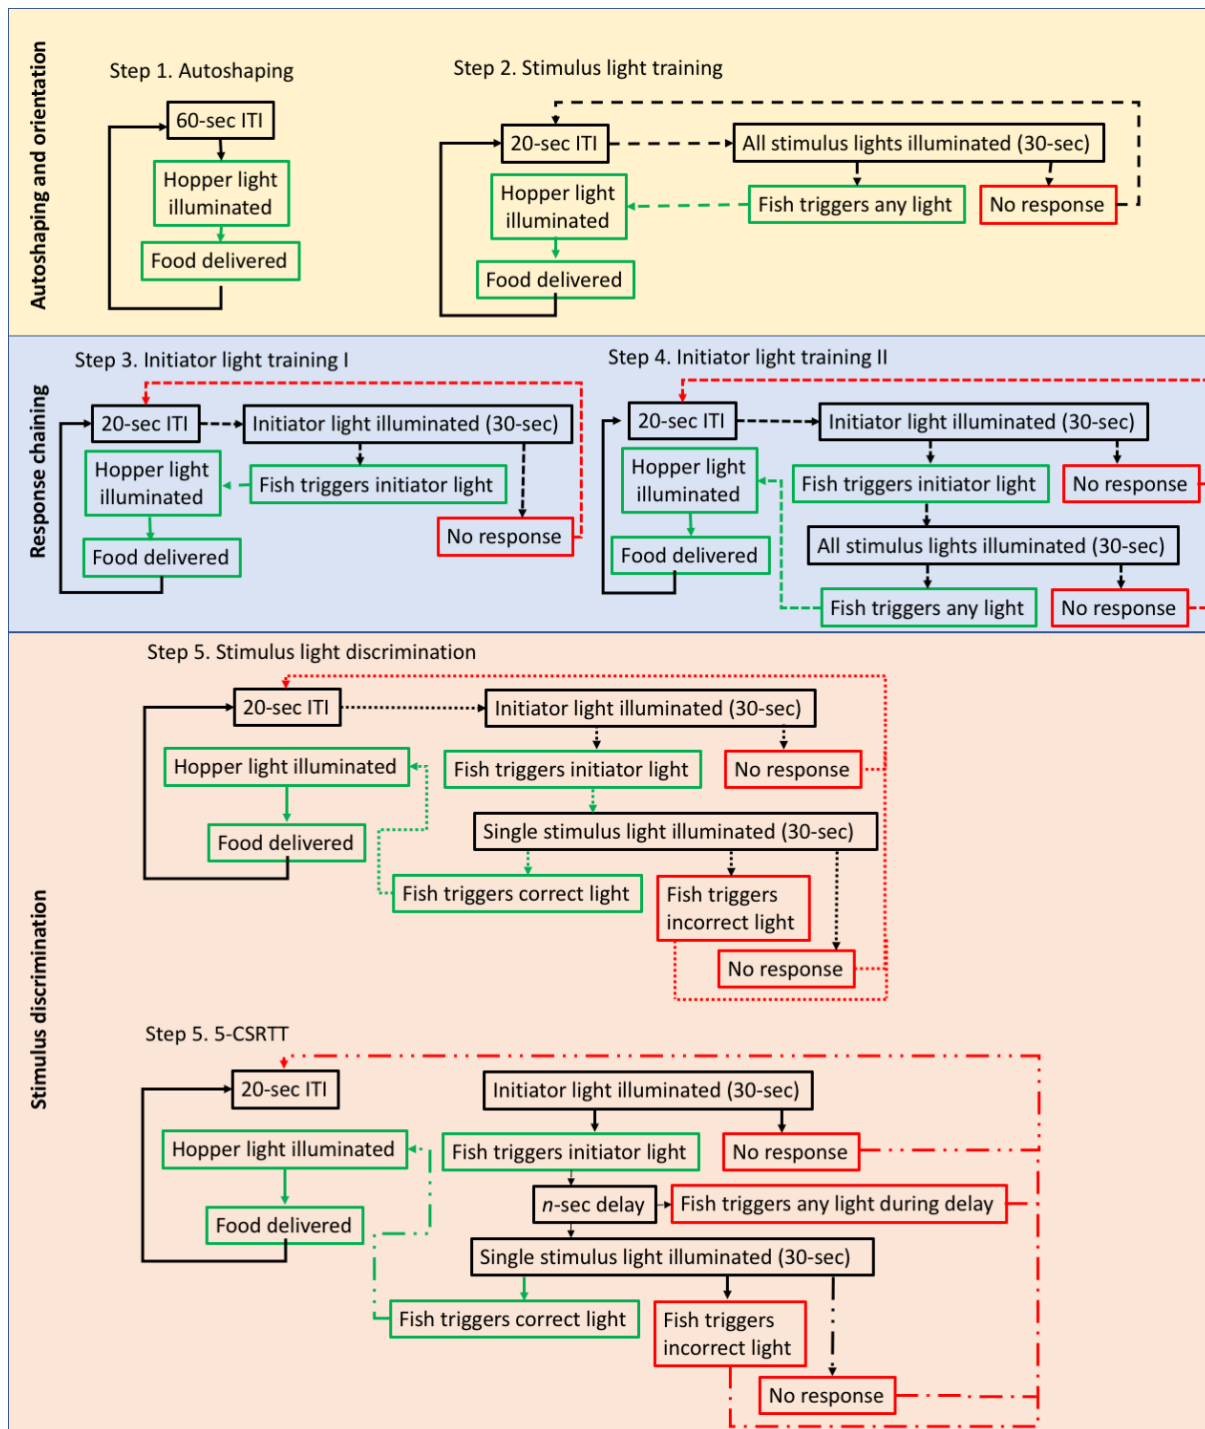 Autoshaping and orientation
Step 1. Autoshaping
60-sec ITI
Hopper light
illuminated
Food delivered
Step 2. Stimulus light training
20-sec ITI
All stimulus lights illuminated (30-sec)
Hopper light
illuminated
Fish triggers any light
No response
Food delivered
Response chaining
Step 3. Initiator light training I
20-sec ITI
Initiator light illuminated (30-sec)
Hopper light
illuminated
Fish triggers initiator light
No response
Food delivered
Step 4. Initiator light training II
20-sec ITI
Initiator light illuminated (30-sec)
Hopper light
illuminated
Fish triggers initiator light
No response
All stimulus lights illuminated (30-sec)
Food delivered
Fish triggers any light
No response
Stimulus discrimination
Step 5. Stimulus light discrimination
20-sec ITI
Initiator light illuminated (30-sec)
Hopper light illuminated
Fish triggers initiator light
No response
Single stimulus light illuminated (30-sec)
Food delivered
Fish triggers correct light
Fish triggers
incorrect light
No response
Step 5. 5-CSRTT
20-sec ITI
Initiator light illuminated (30-sec)
Hopper light illuminated
Fish triggers initiator light
No response
n-sec delay
Fish triggers any light during delay
Food delivered
Single stimulus light illuminated (30-sec)
Fish triggers correct light
Fish triggers
incorrect light
No response